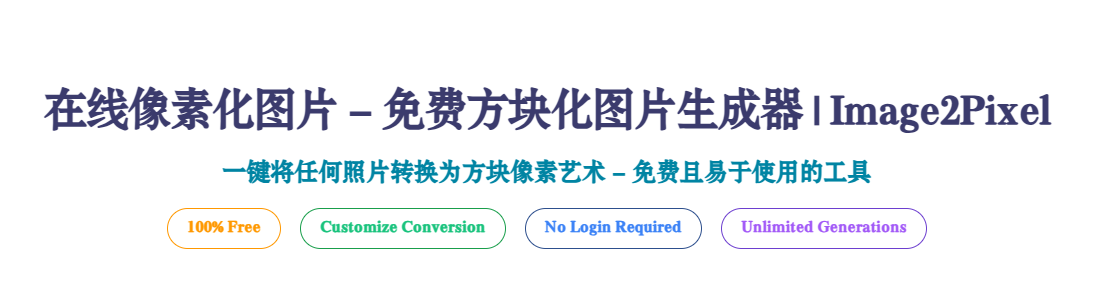 在线像素化图片 – 免费方块化图片生成器 | Image2Pixel
一键将任何照片转换为方块像素艺术 – 免费且易于使用的工具
100% Free Customize Conversion No Login Required Unlimited Generations